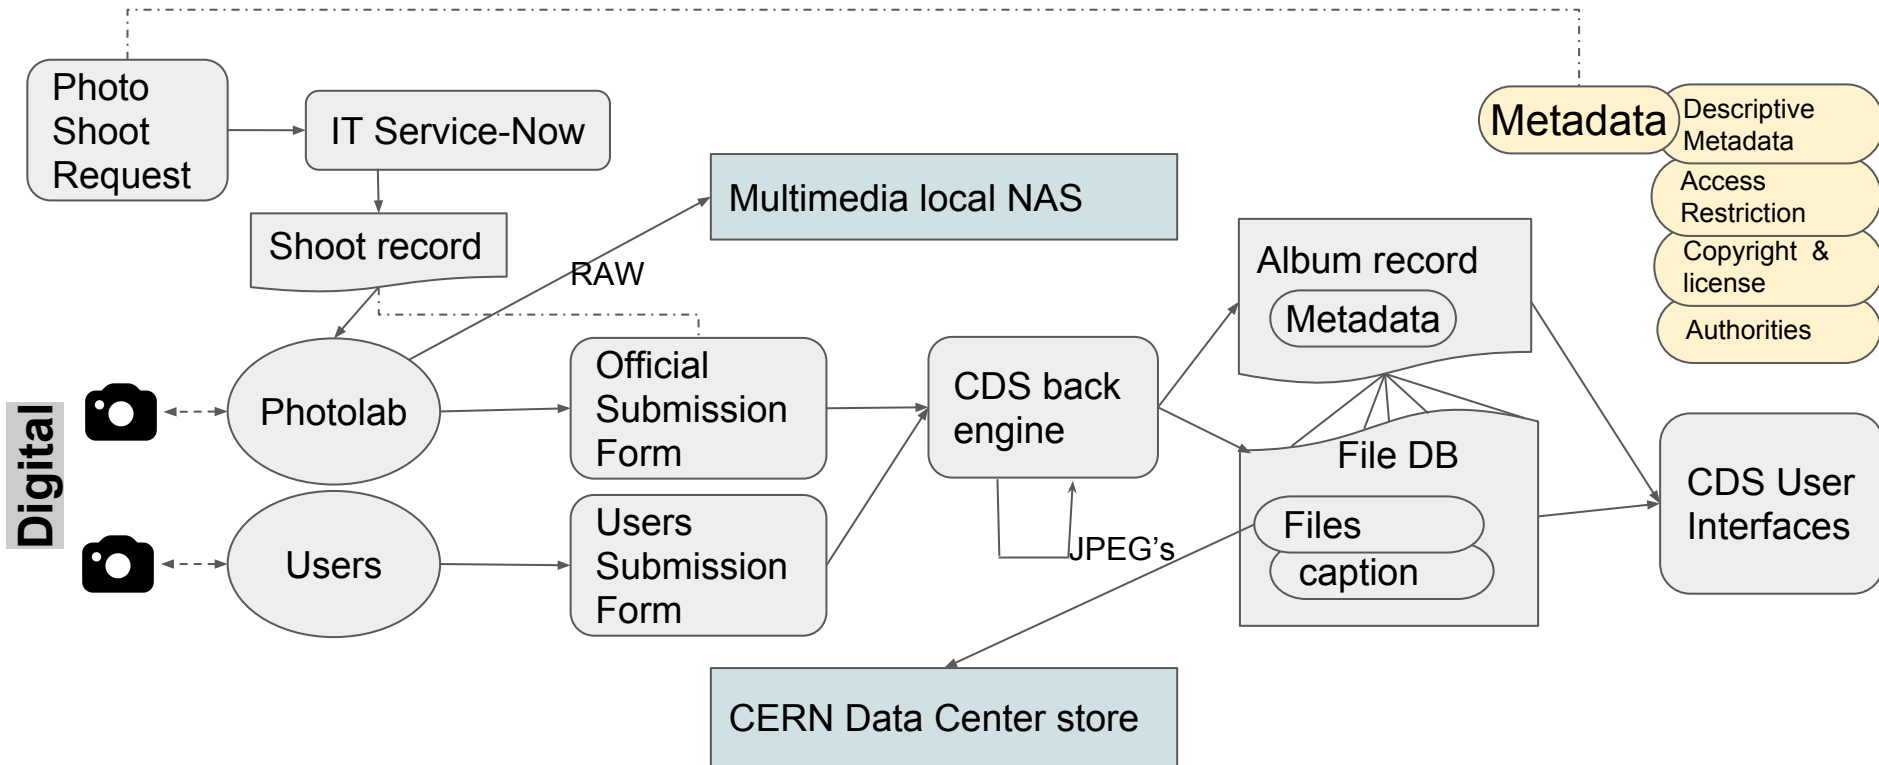 Photo
Shoot
Request
IT Service-Now
Shoot record
Multimedia local NAS
RAW
Metadata
Descriptive
Metadata
Access
Restriction
Copyright & 
license
Authorities
Album record
Metadata
Digital
Photolab
Official
Submission
Form
CDS back
engine
File DB
Files
caption
CDS User
Interfaces
Users
Users
Submission
Form
JPEG's
CERN Data Center store